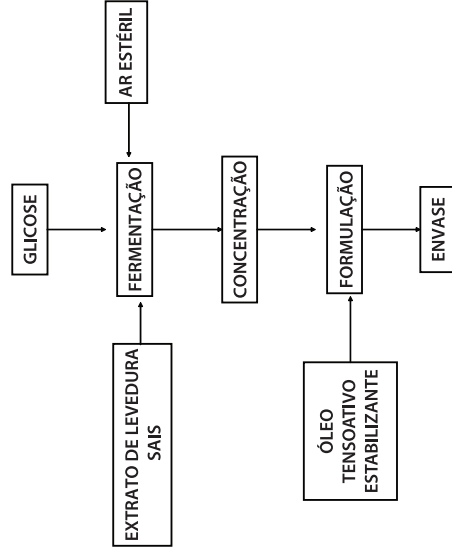 GLICOSE
AR ESTÉRIL
FERMENTAÇÃO
EXTRATO DE LEVEDURA
SAIS
CONCENTRAÇÃO
FORMULAÇÃO
ÓLEO
TENSOATIVO
ESTABILIZANTE
ENVASE